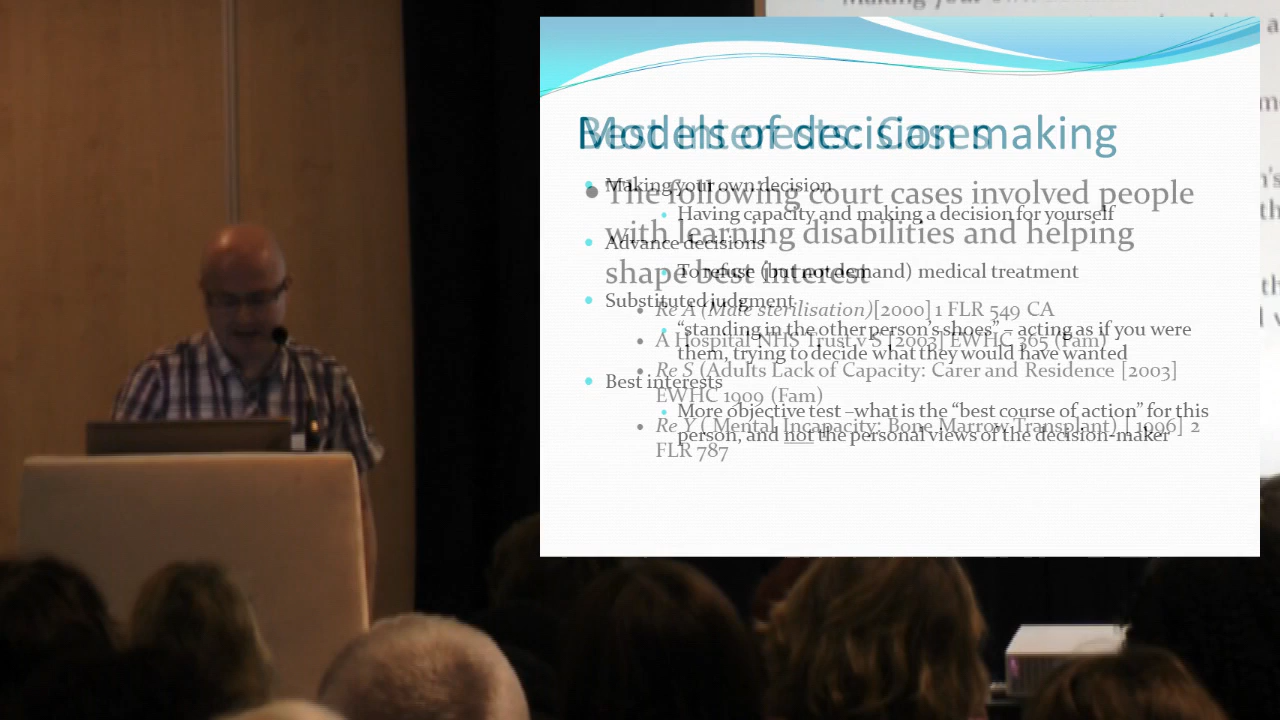 Models of decision making
• Making your own decision
• Having capacity and making a decision for yourself
• Advance decisions
• To refuse (but not demand) medical treatment
• Substituted judgment
• “standing in the other person’s shoes” – acting as if you were
them, trying to decide what they would have wanted
• Best interests
• More objective test –what is the “best course of action” for this
person, and not the personal views of the decision-maker
Best Interests: Cases
• The following court cases involved people
with learning disabilities and helping
shape best interest
• Re A (Male sterilisation)[2000] 1 FLR 549 CA
• A Hospital NHS Trust v S [2003] EWHC 365 (Fam)
• Re S (Adults Lack of Capacity: Carer and Residence [2003]
EWHC 1909 (Fam)
• Re Y ( Mental Incapacity: Bone Marrow Transplant) [1996] 2
FLR 787
Making your own decision